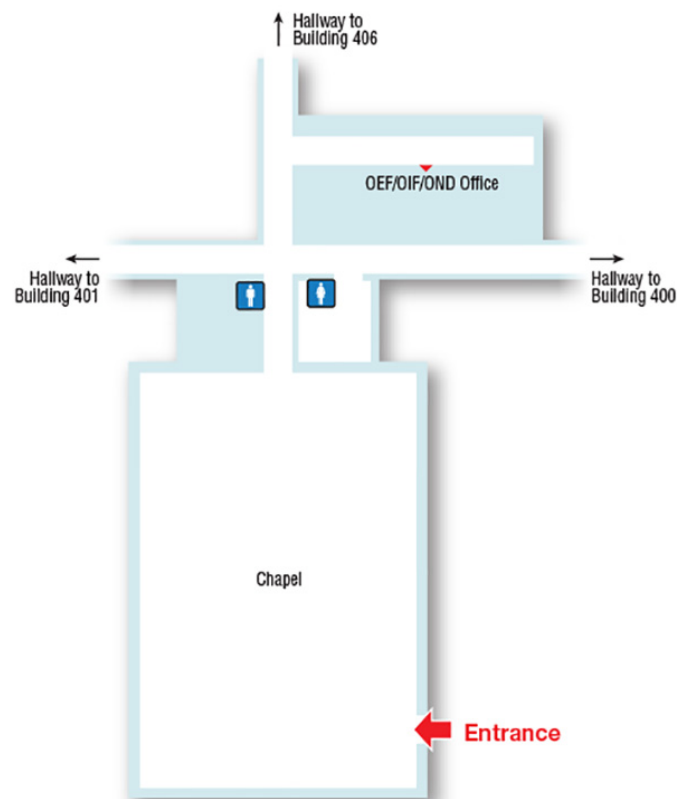 Hallway to
Building 406
OEF/OIF/OND Office
Hallway to
Building 401
Hallway to
Building 400
Chapel
Entrance